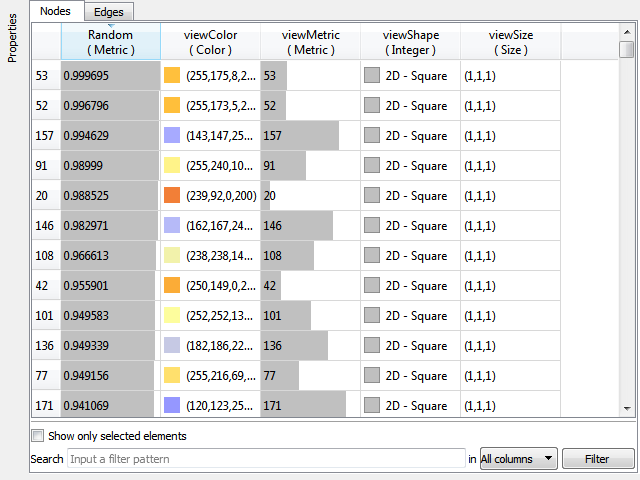 Properties
Nodes Edges
Random viewColor viewMetric viewShape viewSize
( Metric ) ( Color ) ( Metric ) ( Integer ) ( Size )
53 0.999695 (255,175,8,2... 53 2D - Square (1,1,1)
52 0.996796 (255,173,5,2... 52 2D - Square (1,1,1)
157 0.994629 (143,147,25... 157 2D - Square (1,1,1)
91 0.98999 (255,240,10... 91 2D - Square (1,1,1)
20 0.988525 (239,92,0,200) 20 2D - Square (1,1,1)
146 0.982971 (162,167,24... 146 2D - Square (1,1,1)
108 0.966613 (238,238,14... 108 2D - Square (1,1,1)
42 0.955901 (250,149,0,2... 42 2D - Square (1,1,1)
101 0.949583 (252,252,13... 101 2D - Square (1,1,1)
136 0.949339 (182,186,22... 136 2D - Square (1,1,1)
77 0.949156 (255,216,69,... 77 2D - Square (1,1,1)
171 0.941069 (120,123,25... 171 2D - Square (1,1,1)
Show only selected elements
Search Input a filter pattern in All columns Filter